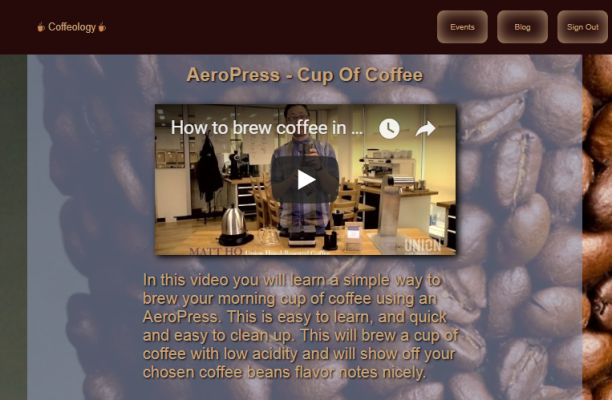 Coffeology
Events
Blog
Sign Out
AeroPress - Cup Of Coffee
How to brew coffee in ...
MATT HO
UNION
In this video you will learn a simple way to
brew your morning cup of coffee using an
AeroPress. This is easy to learn, and quick
and easy to clean up. This will brew a cup of
coffee with low acidity and will show off your
chosen coffee beans flavor notes nicely.